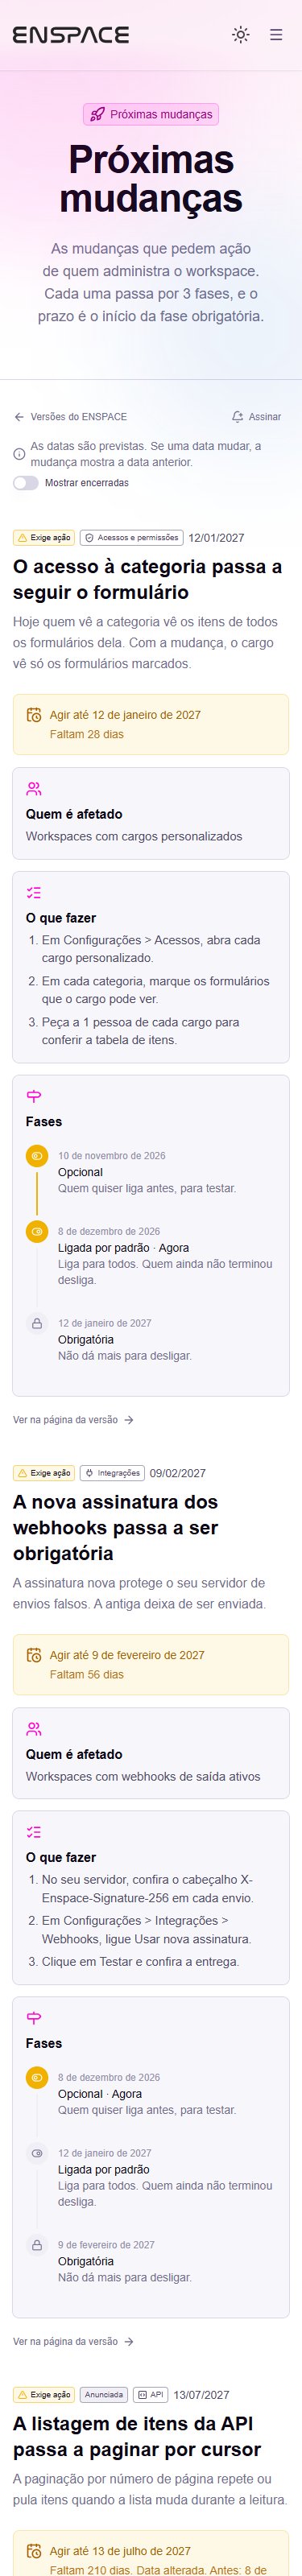 ENSPACE
Próximas mudanças
Próximas
mudanças
As mudanças que pedem ação
de quem administra o workspace.
Cada uma passa por 3 fases, e o
prazo é o início da fase obrigatória.
Versões do ENSPACE
Assinar
As datas são previstas. Se uma data mudar, a
mudança mostra a data anterior.
Mostrar encerradas
Exige ação Acessos e permissões 12/01/2027
O acesso à categoria passa a
seguir o formulário
Hoje quem vê a categoria vê os itens de todos
os formulários dela. Com a mudança, o cargo
vê só os formulários marcados.
Agir até 12 de janeiro de 2027
Faltam 28 dias
Quem é afetado
Workspaces com cargos personalizados
O que fazer
1. Em Configurações > Acessos, abra cada
cargo personalizado.
2. Em cada categoria, marque os formulários
que o cargo pode ver.
3. Peça a 1 pessoa de cada cargo para
conferir a tabela de itens.
Fases
10 de novembro de 2026
Opcional
Quem quiser liga antes, para testar.
8 de dezembro de 2026
Ligada por padrão · Agora
Liga para todos. Quem ainda não terminou
desliga.
12 de janeiro de 2027
Obrigatória
Não dá mais para desligar.
Ver na página da versão
Exige ação Integrações 09/02/2027
A nova assinatura dos
webhooks passa a ser
obrigatória
A assinatura nova protege o seu servidor de
envios falsos. A antiga deixa de ser enviada.
Agir até 9 de fevereiro de 2027
Faltam 56 dias
Quem é afetado
Workspaces com webhooks de saída ativos
O que fazer
1. No seu servidor, confira o cabeçalho X-
Enspace-Signature-256 em cada envio.
2. Em Configurações > Integrações >
Webhooks, ligue Usar nova assinatura.
3. Clique em Testar e confira a entrega.
Fases
8 de dezembro de 2026
Opcional · Agora
Quem quiser liga antes, para testar.
12 de janeiro de 2027
Ligada por padrão
Liga para todos. Quem ainda não terminou
desliga.
9 de fevereiro de 2027
Obrigatória
Não dá mais para desligar.
Ver na página da versão
Exige ação Anunciada API 13/07/2027
A listagem de itens da API
passa a paginar por cursor
A paginação por número de página repete ou
pula itens quando a lista muda durante a leitura.
Agir até 13 de julho de 2027
Faltam 210 dias. Data alterada. Antes: 8 de